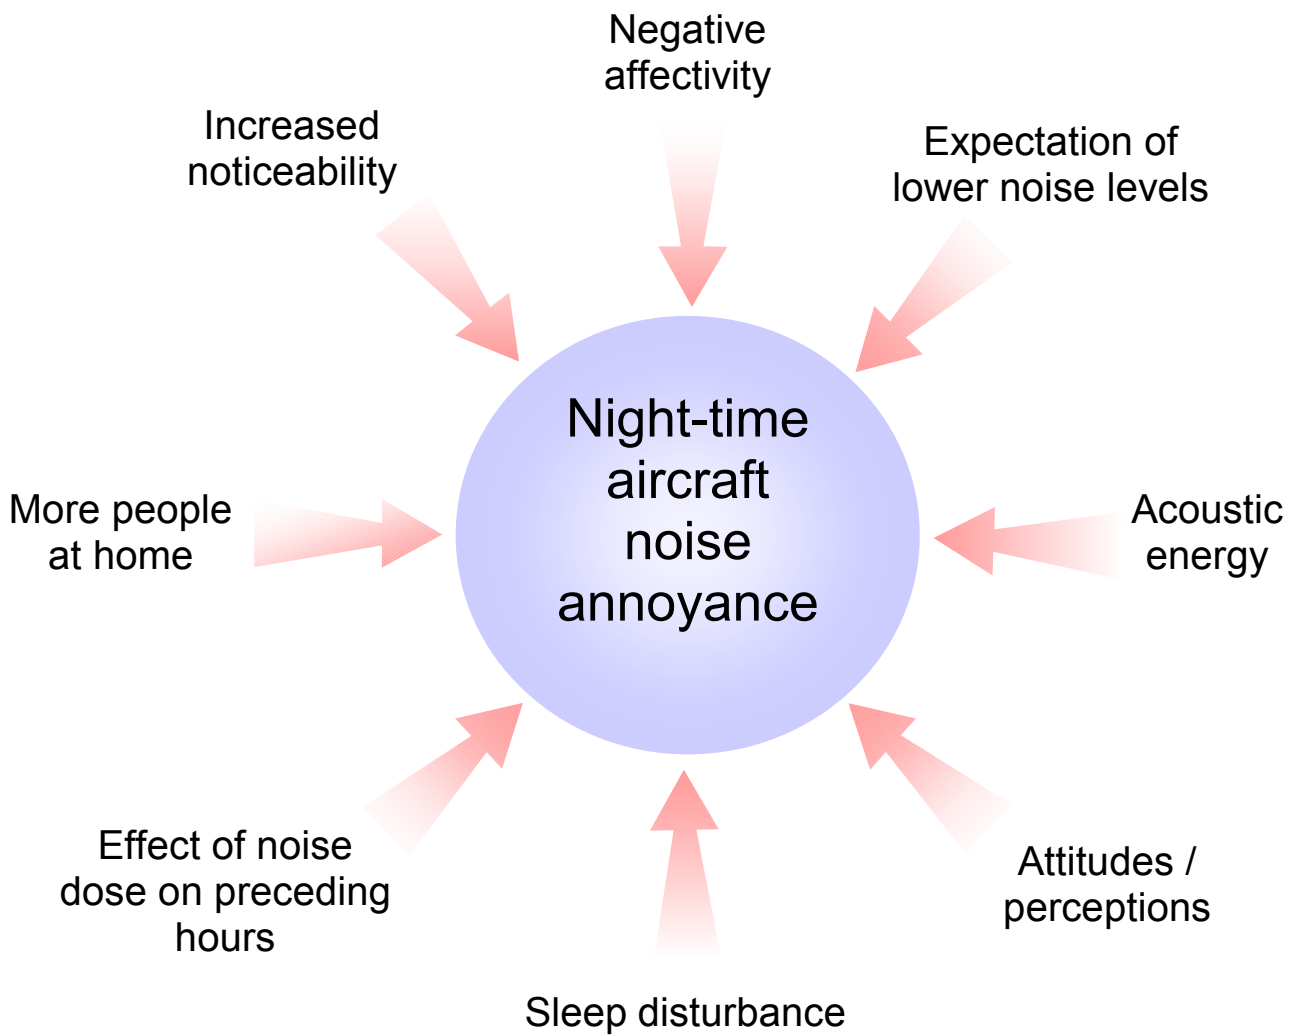 Negative
affectivity
Increased
noticeability
Expectation of
lower noise levels
Night-time
aircraft
noise
annoyance
More people
at home
Acoustic
energy
Effect of noise
dose on preceding
hours
Attitudes /
perceptions
Sleep disturbance